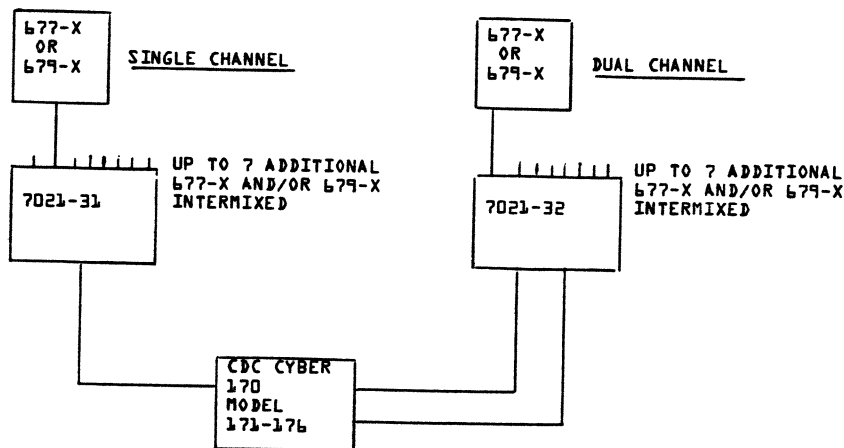 677-X
OR
679-X
SINGLE CHANNEL
UP TO 7 ADDITIONAL
677-X AND/OR 679-X
INTERMIXED
7021-31
677-X
OR
679-X
DUAL CHANNEL
UP TO 7 ADDITIONAL
677-X AND/OR 679-X
INTERMIXED
7021-32
CDC CYBER
170
MODEL
171-176